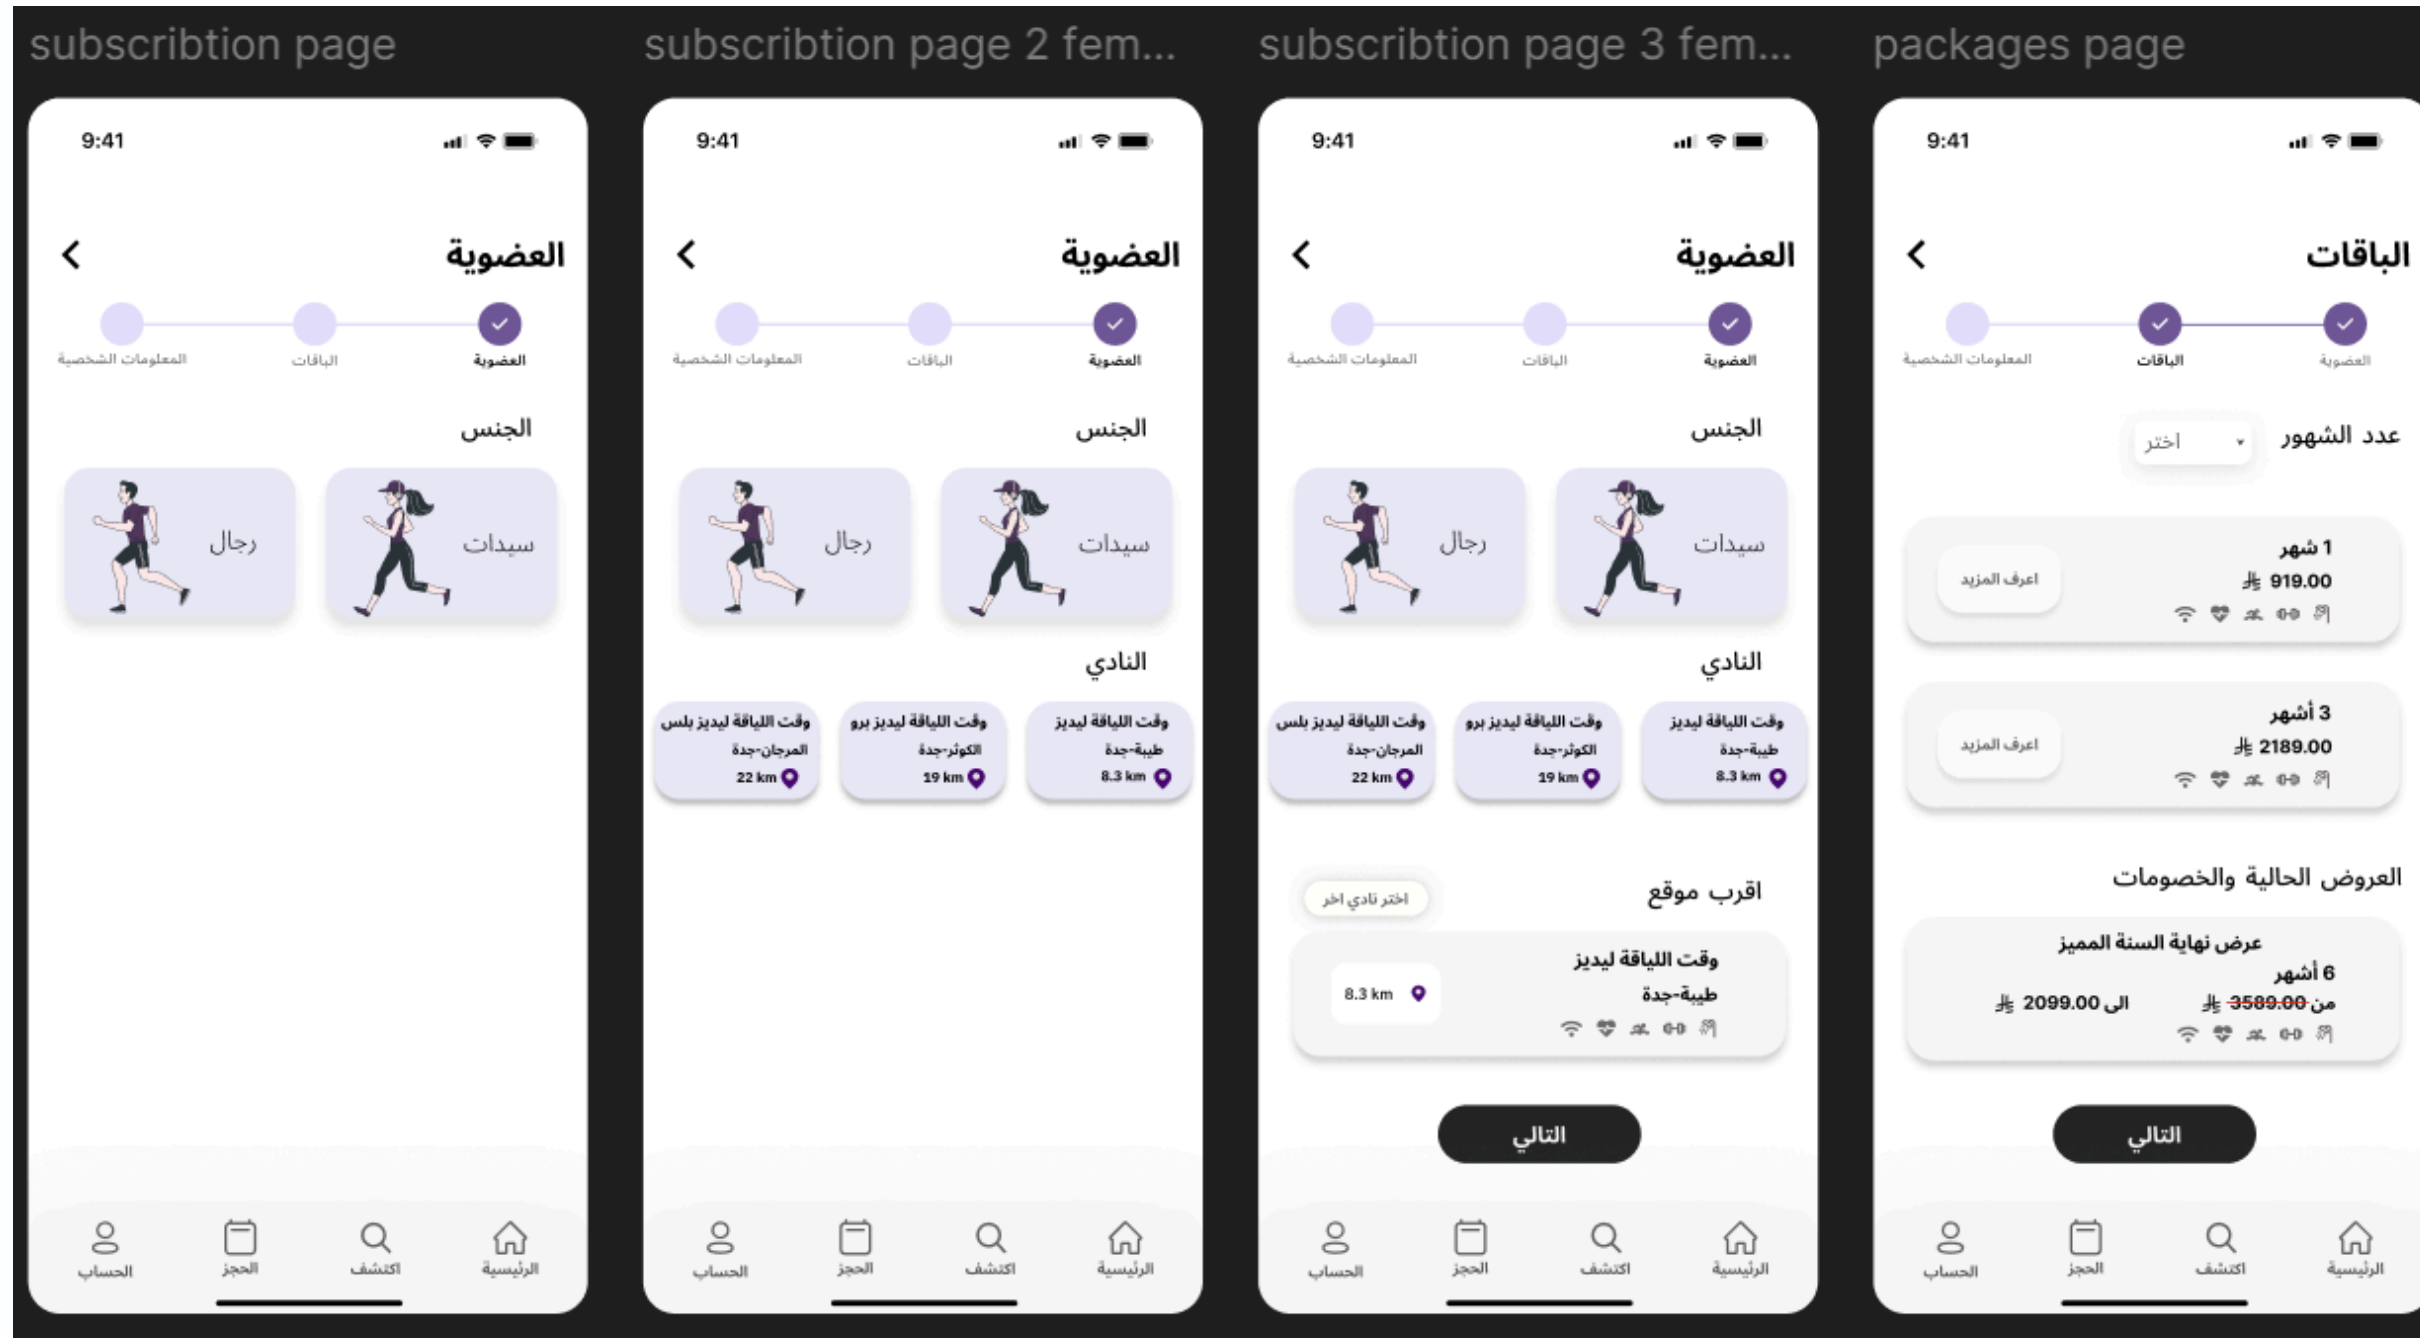 subscribtion page
9:41
العضوية
العضوية
الباقات
المعلومات الشخصية
الجنس
سيدات
رجال
الرئيسية
اكتشف
الحجز
الحساب
subscribtion page 2 fem...
9:41
العضوية
العضوية
الباقات
المعلومات الشخصية
الجنس
سيدات
رجال
النادي
وقت اللياقة ليديز
طيبة-جدة
8.3 km
وقت اللياقة ليديز برو
الكوثر-جدة
19 km
وقت اللياقة ليديز بلس
المرجان-جدة
22 km
الرئيسية
اكتشف
الحجز
الحساب
subscribtion page 3 fem...
9:41
العضوية
العضوية
الباقات
المعلومات الشخصية
الجنس
سيدات
رجال
النادي
وقت اللياقة ليديز
طيبة-جدة
8.3 km
وقت اللياقة ليديز برو
الكوثر-جدة
19 km
وقت اللياقة ليديز بلس
المرجان-جدة
22 km
اقرب موقع
اختر نادي اخر
وقت اللياقة ليديز
طيبة-جدة
8.3 km
التالي
الرئيسية
اكتشف
الحجز
الحساب
packages page
9:41
الباقات
العضوية
الباقات
المعلومات الشخصية
عدد الشهور
اختر
1 شهر
919.00
اعرف المزيد
3 أشهر
2189.00
اعرف المزيد
العروض الحالية والخصومات
عرض نهاية السنة المميز
6 أشهر
من 3589.00 الى 2099.00
التالي
الرئيسية
اكتشف
الحجز
الحساب